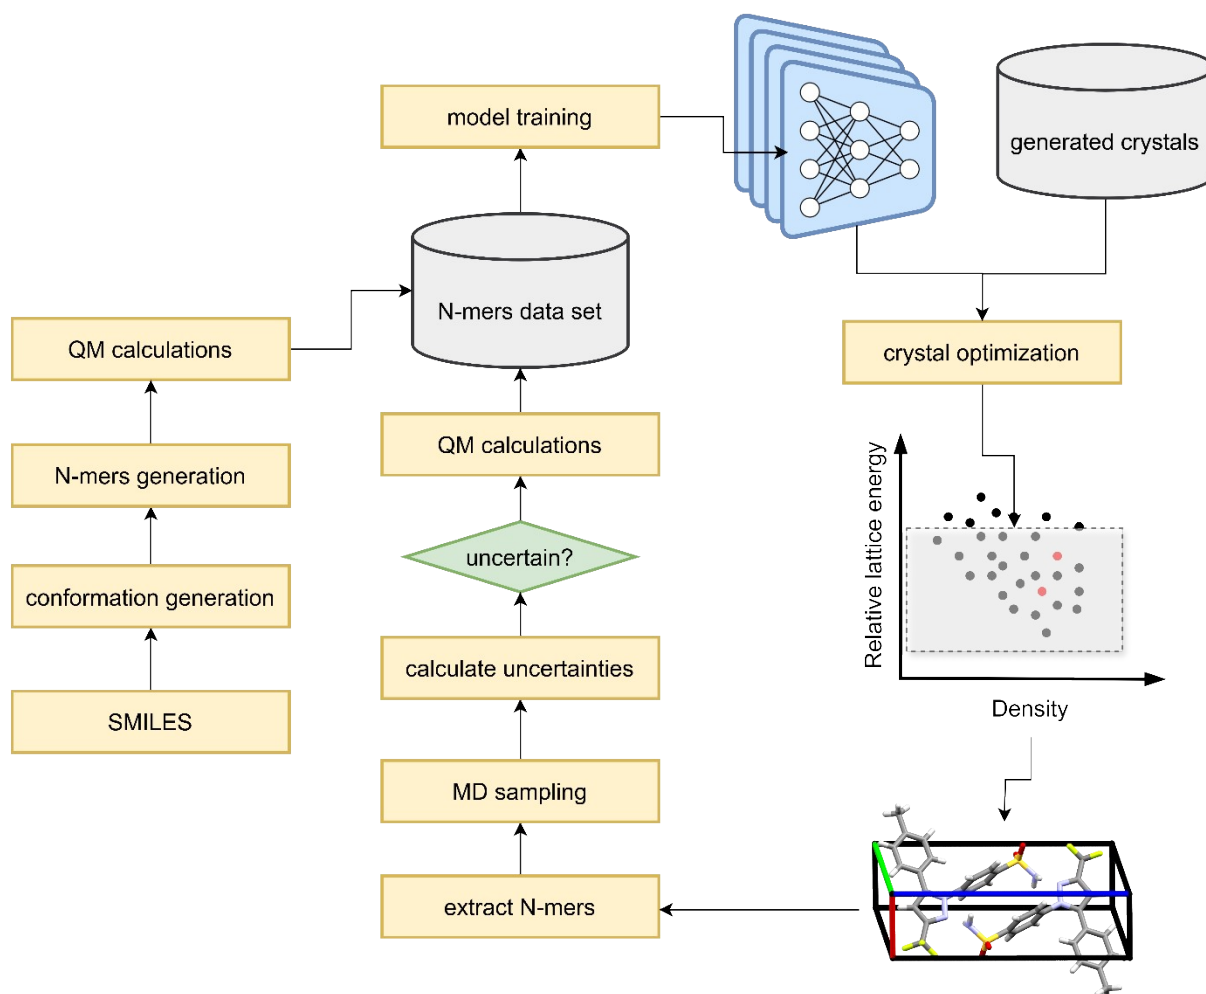 model training
generated crystals
N-mers data set
QM calculations
crystal optimization
QM calculations
N-mers generation
uncertain?
conformation generation
calculate uncertainties
SMILES
Relative lattice energy
Density
MD sampling
extract N-mers